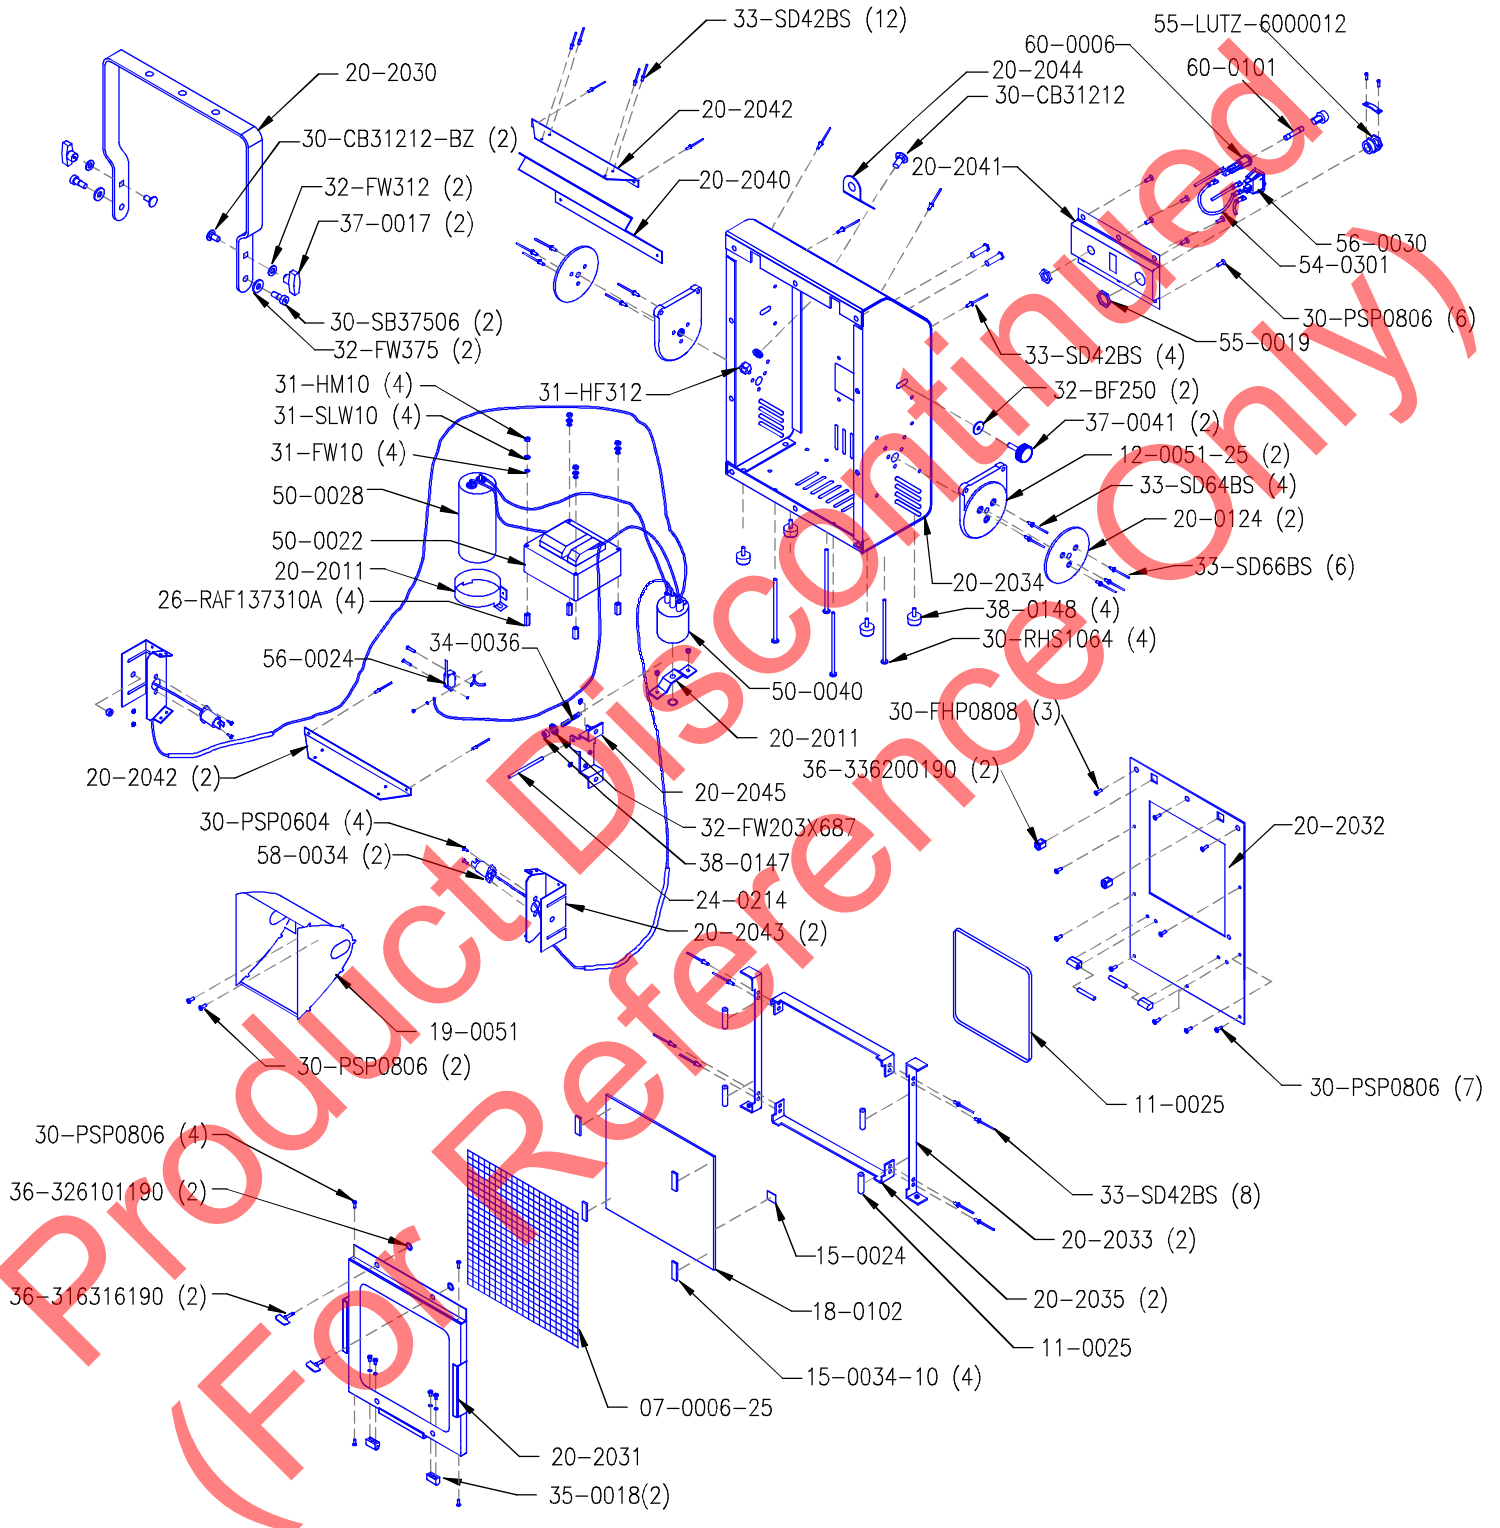 33-SD42BS (12)
55-LUTZ-6000012
60-0006
60-0101
20-2044
30-CB31212
20-2030
20-2042
30-CB31212-BZ (2)
20-2041
20-2040
32-FW312 (2)
37-0017 (2)
56-0030
54-0301
30-SB37506 (2)
30-PSP0806 (6)
32-FW375 (2)
55-0019
33-SD42BS (4)
31-HM10 (4)
31-HF312
32-BF250 (2)
31-SLW10 (4)
37-0041 (2)
31-FW10 (4)
12-0051-25 (2)
50-0028
33-SD64BS (4)
20-0124 (2)
50-0022
20-2011
20-2034
33-SD66BS (6)
26-RAF137310A (4)
38-0148 (4)
34-0036
30-RHS1064 (4)
56-0024
50-0040
30-FHP0808 (3)
20-2011
36-336200190 (2)
20-2042 (2)
20-2045
30-PSP0604 (4)
32-FW203X687
20-2032
58-0034 (2)
38-0147
24-0214
20-2043 (2)
19-0051
30-PSP0806 (2)
30-PSP0806 (7)
11-0025
30-PSP0806 (4)
36-326101190 (2)
33-SD42BS (8)
20-2033 (2)
15-0024
36-316316190 (2)
20-2035 (2)
18-0102
11-0025
15-0034-10 (4)
07-0006-25
20-2031
35-0018(2)
Product Discontinued
(For Reference Only)